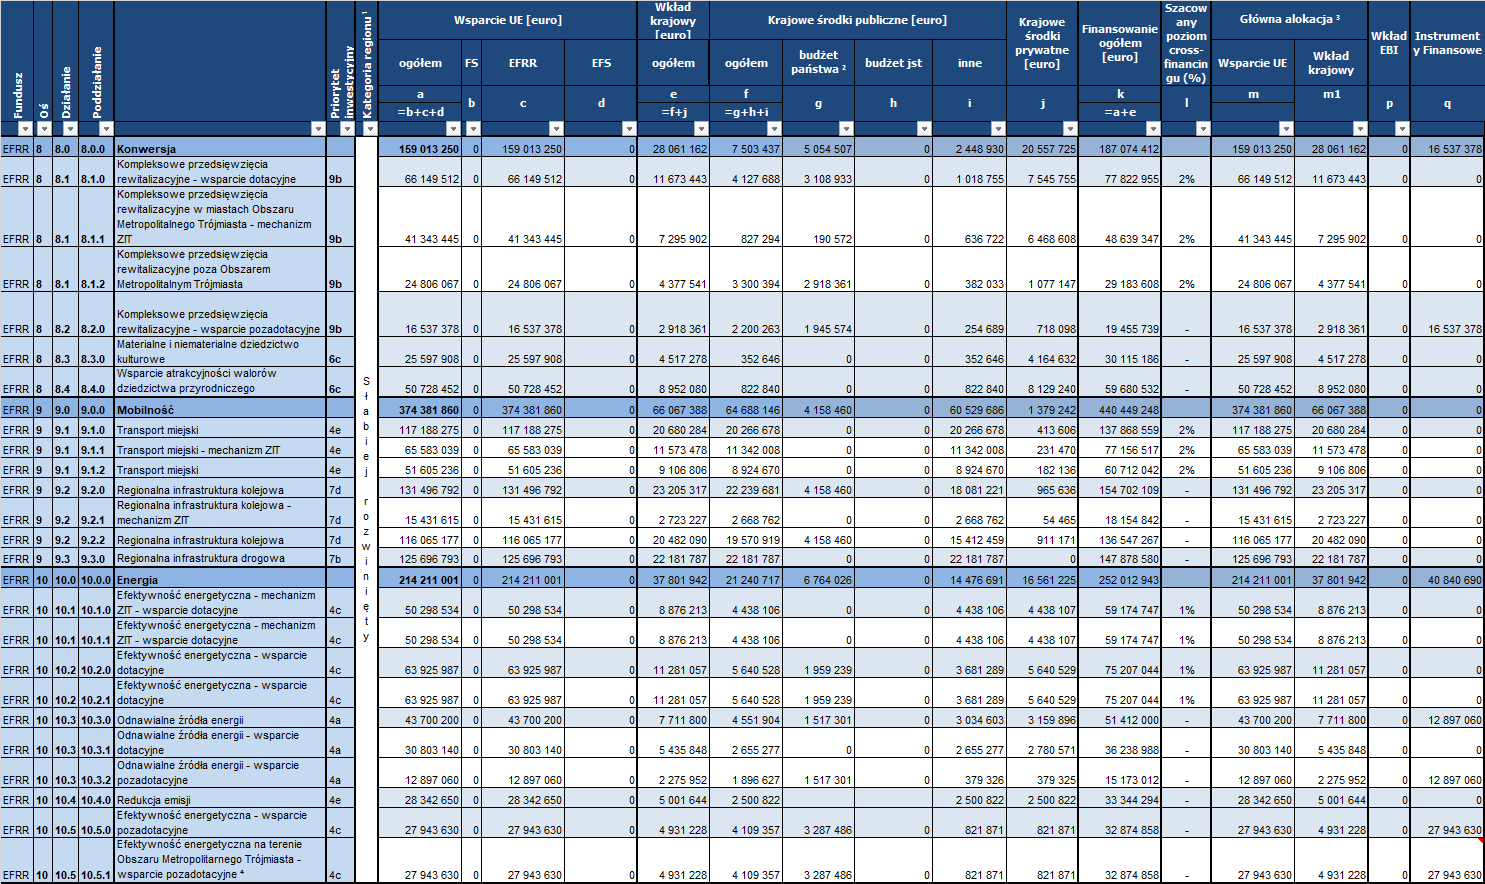 Fundusz
Oś
Działanie
Poddziałanie
Priorytet inwestycyjny
Kategoria regionu ¹
Wsparcie UE [euro]
Wkład krajowy [euro]
Krajowe środki publiczne [euro]
Krajowe środki prywatne [euro]
Finansowanie ogółem [euro]
Szacowany poziom cross-financingu (%)
Główna alokacja ³
Wkład EBI
Instrumenty Finansowe
ogółem FS EFRR EFS ogółem ogółem budżet państwa ² budżet jst inne Wsparcie UE Wkład krajowy
a b c d e f g h i j k l m m1 p q
=b+c+d =f+j =g+h+i =a+e
Słabiej rozwinięty
EFRR 8 8.0 8.0.0 Konwersja 159 013 250 0 159 013 250 0 28 061 162 7 503 437 5 054 507 0 2 448 930 20 557 725 187 074 412 159 013 250 28 061 162 0 16 537 378
EFRR 8 8.1 8.1.0 Kompleksowe przedsięwzięcia rewitalizacyjne - wsparcie dotacyjne 9b 66 149 512 0 66 149 512 0 11 673 443 4 127 688 3 108 933 0 1 018 755 7 545 755 77 822 955 2% 66 149 512 11 673 443 0 0
EFRR 8 8.1 8.1.1 Kompleksowe przedsięwzięcia rewitalizacyjne w miastach Obszaru Metropolitalnego Trójmiasta - mechanizm ZIT 9b 41 343 445 0 41 343 445 0 7 295 902 827 294 190 572 0 636 722 6 468 608 48 639 347 2% 41 343 445 7 295 902 0 0
EFRR 8 8.1 8.1.2 Kompleksowe przedsięwzięcia rewitalizacyjne poza Obszarem Metropolitalnym Trójmiasta 9b 24 806 067 0 24 806 067 0 4 377 541 3 300 394 2 918 361 0 382 033 1 077 147 29 183 608 2% 24 806 067 4 377 541 0 0
EFRR 8 8.2 8.2.0 Kompleksowe przedsięwzięcia rewitalizacyjne - wsparcie pozadotacyjne 9b 16 537 378 0 16 537 378 0 2 918 361 2 200 263 1 945 574 0 254 689 718 098 19 455 739 - 16 537 378 2 918 361 0 16 537 378
EFRR 8 8.3 8.3.0 Materialne i niematerialne dziedzictwo kulturowe 6c 25 597 908 0 25 597 908 0 4 517 278 352 646 0 0 352 646 4 164 632 30 115 186 - 25 597 908 4 517 278 0 0
EFRR 8 8.4 8.4.0 Wsparcie atrakcyjności walorów dziedzictwa przyrodniczego 6c 50 728 452 0 50 728 452 0 8 952 080 822 840 0 0 822 840 8 129 240 59 680 532 - 50 728 452 8 952 080 0 0
EFRR 9 9.0 9.0.0 Mobilność 374 381 860 0 374 381 860 0 66 067 388 64 688 146 4 158 460 0 60 529 686 1 379 242 440 449 248 374 381 860 66 067 388 0 0
EFRR 9 9.1 9.1.0 Transport miejski 4e 117 188 275 0 117 188 275 0 20 680 284 20 266 678 0 0 20 266 678 413 606 137 868 559 2% 117 188 275 20 680 284 0 0
EFRR 9 9.1 9.1.1 Transport miejski - mechanizm ZIT 4e 65 583 039 0 65 583 039 0 11 573 478 11 342 008 0 0 11 342 008 231 470 77 156 517 2% 65 583 039 11 573 478 0 0
EFRR 9 9.1 9.1.2 Transport miejski 4e 51 605 236 0 51 605 236 0 9 106 806 8 924 670 0 0 8 924 670 182 136 60 712 042 2% 51 605 236 9 106 806 0 0
EFRR 9 9.2 9.2.0 Regionalna infrastruktura kolejowa 7d 131 496 792 0 131 496 792 0 23 205 317 22 239 681 4 158 460 0 18 081 221 965 636 154 702 109 - 131 496 792 23 205 317 0 0
EFRR 9 9.2 9.2.1 Regionalna infrastruktura kolejowa - mechanizm ZIT 7d 15 431 615 0 15 431 615 0 2 723 227 2 668 762 0 0 2 668 762 54 465 18 154 842 - 15 431 615 2 723 227 0 0
EFRR 9 9.2 9.2.2 Regionalna infrastruktura kolejowa 7d 116 065 177 0 116 065 177 0 20 482 090 19 570 919 4 158 460 0 15 412 459 911 171 136 547 267 - 116 065 177 20 482 090 0 0
EFRR 9 9.3 9.3.0 Regionalna infrastruktura drogowa 7b 125 696 793 0 125 696 793 0 22 181 787 22 181 787 0 0 22 181 787 0 147 878 580 - 125 696 793 22 181 787 0 0
EFRR 10 10.0 10.0.0 Energia 214 211 001 0 214 211 001 0 37 801 942 21 240 717 6 764 026 0 14 476 691 16 561 225 252 012 943 214 211 001 37 801 942 0 40 840 690
EFRR 10 10.1 10.1.0 Efektywność energetyczna - mechanizm ZIT - wsparcie dotacyjne 4c 50 298 534 0 50 298 534 0 8 876 213 4 438 106 0 0 4 438 106 4 438 107 59 174 747 1% 50 298 534 8 876 213 0 0
EFRR 10 10.1 10.1.1 Efektywność energetyczna - mechanizm ZIT - wsparcie dotacyjne 4c 50 298 534 0 50 298 534 0 8 876 213 4 438 106 0 0 4 438 106 4 438 107 59 174 747 1% 50 298 534 8 876 213 0 0
EFRR 10 10.2 10.2.0 Efektywność energetyczna - wsparcie dotacyjne 4c 63 925 987 0 63 925 987 0 11 281 057 5 640 528 1 959 239 0 3 681 289 5 640 529 75 207 044 1% 63 925 987 11 281 057 0 0
EFRR 10 10.2 10.2.1 Efektywność energetyczna - wsparcie dotacyjne 4c 63 925 987 0 63 925 987 0 11 281 057 5 640 528 1 959 239 0 3 681 289 5 640 529 75 207 044 1% 63 925 987 11 281 057 0 0
EFRR 10 10.3 10.3.0 Odnawialne źródła energii 4a 43 700 200 0 43 700 200 0 7 711 800 4 551 904 1 517 301 0 3 034 603 3 159 896 51 412 000 - 43 700 200 7 711 800 0 12 897 060
EFRR 10 10.3 10.3.1 Odnawialne źródła energii - wsparcie dotacyjne 4a 30 803 140 0 30 803 140 0 5 435 848 2 655 277 0 0 2 655 277 2 780 571 36 238 988 - 30 803 140 5 435 848 0 0
EFRR 10 10.3 10.3.2 Odnawialne źródła energii - wsparcie pozadotacyjne 4a 12 897 060 0 12 897 060 0 2 275 952 1 896 627 1 517 301 0 379 326 379 325 15 173 012 - 12 897 060 2 275 952 0 12 897 060
EFRR 10 10.4 10.4.0 Redukcja emisji 4e 28 342 650 0 28 342 650 0 5 001 644 2 500 822 0 2 500 822 2 500 822 33 344 294 - 28 342 650 5 001 644 0 0
EFRR 10 10.5 10.5.0 Efektywność energetyczna - wsparcie pozadotacyjne 4c 27 943 630 0 27 943 630 0 4 931 228 4 109 357 3 287 486 0 821 871 821 871 32 874 858 - 27 943 630 4 931 228 0 27 943 630
EFRR 10 10.5 10.5.1 Efektywność energetyczna na terenie Obszaru Metropolitarnego Trójmiasta - wsparcie pozadotacyjne ⁴ 4c 27 943 630 0 27 943 630 0 4 931 228 4 109 357 3 287 486 0 821 871 821 871 32 874 858 - 27 943 630 4 931 228 0 27 943 630